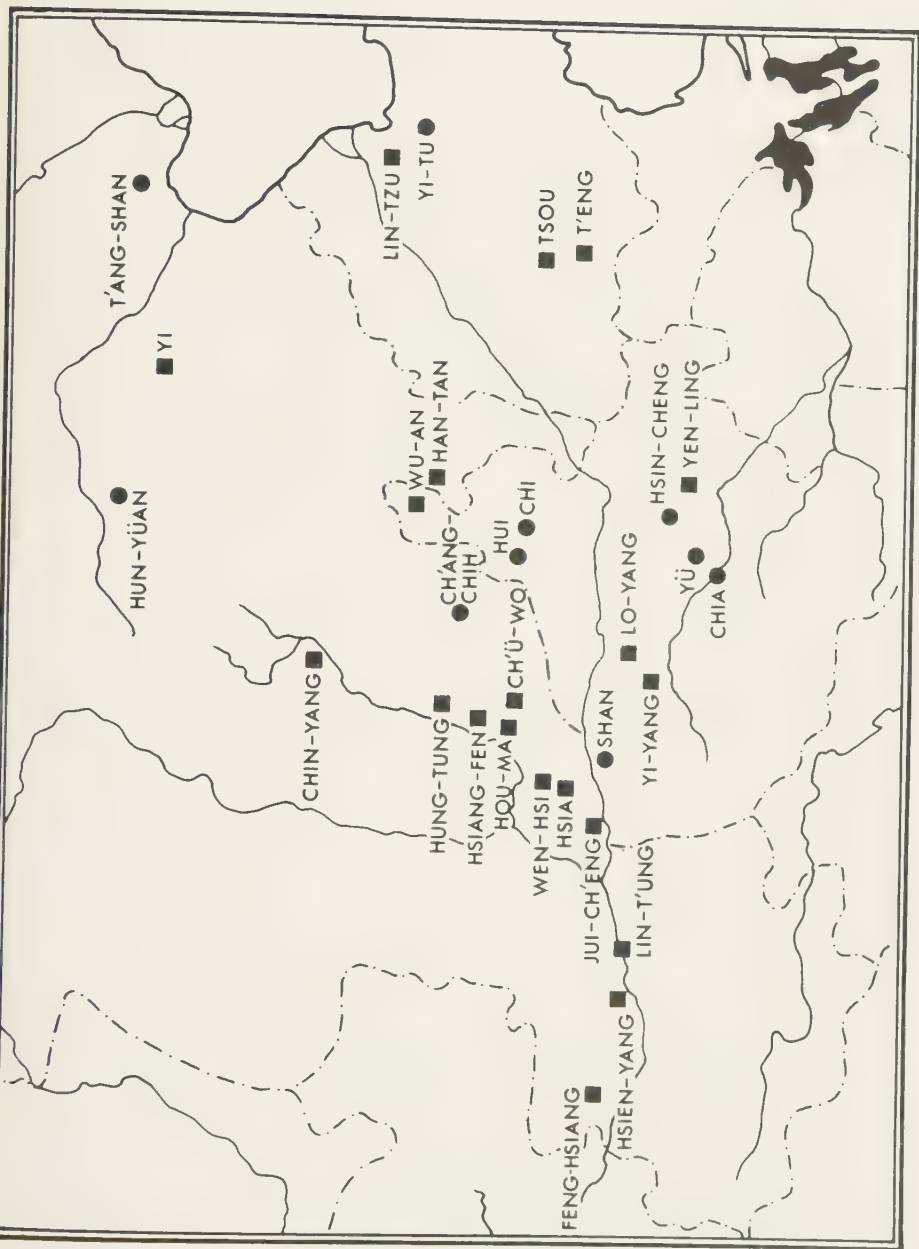 T'ANG-SHAN
YI
HUN-YÜAN
LIN-TZU
YI-TU
CHIN-YANG
WU-AN
HAN-TAN
CH'ANG-
CHIH
HUNG-TUNG
HSIANG-FEN
HOU-MA
CH'Ü-WO
HUI
CHI
TSOU
T'ENG
WEN-HSI
HSIA
JUI-CH'ENG
SHAN
LO-YANG
YI-YANG
HSIN-CHENG
YEN-LING
YÜ
CHIA
LIN-T'UNG
HSIEN-YANG
FENG-HSIANG